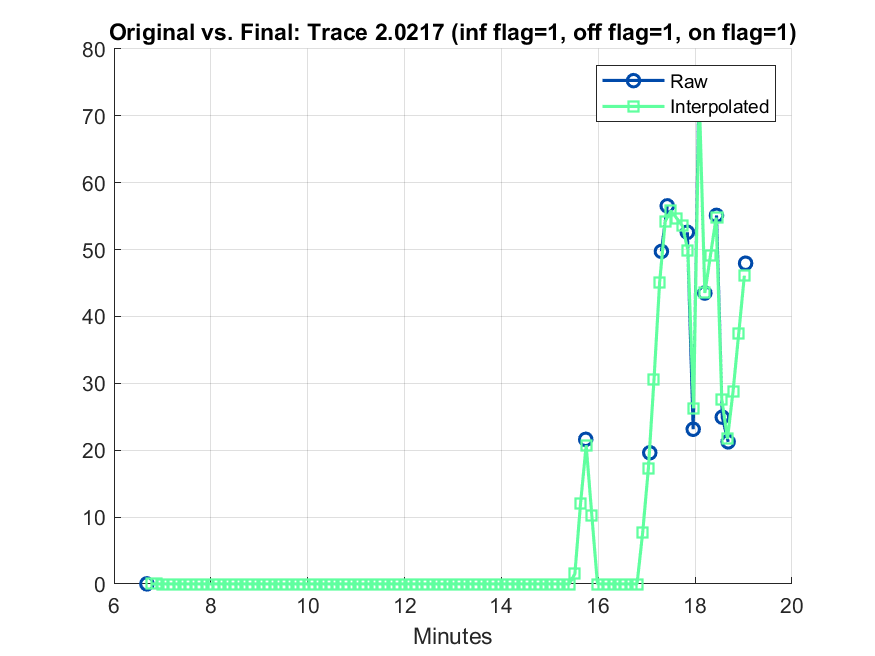 Original vs. Final: Trace 2.0217 (inf flag=1, off flag=1, on flag=1)
80
70
60
50
40
30
20
10
0
Raw
Interpolated
6 8 10 12 14 16 18 20
Minutes